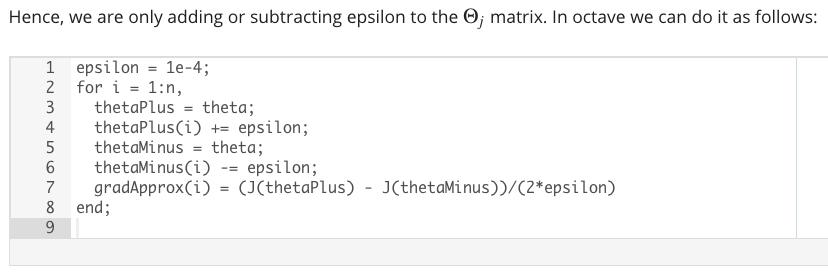 Hence, we are only adding or subtracting epsilon to the Θj matrix. In octave we can do it as follows:
1 epsilon = 1e-4;
2 for i = 1:n,
3   thetaPlus = theta;
4   thetaPlus(i) += epsilon;
5   thetaMinus = theta;
6   thetaMinus(i) -= epsilon;
7   gradApprox(i) = (J(thetaPlus) - J(thetaMinus))/(2*epsilon)
8 end;
9